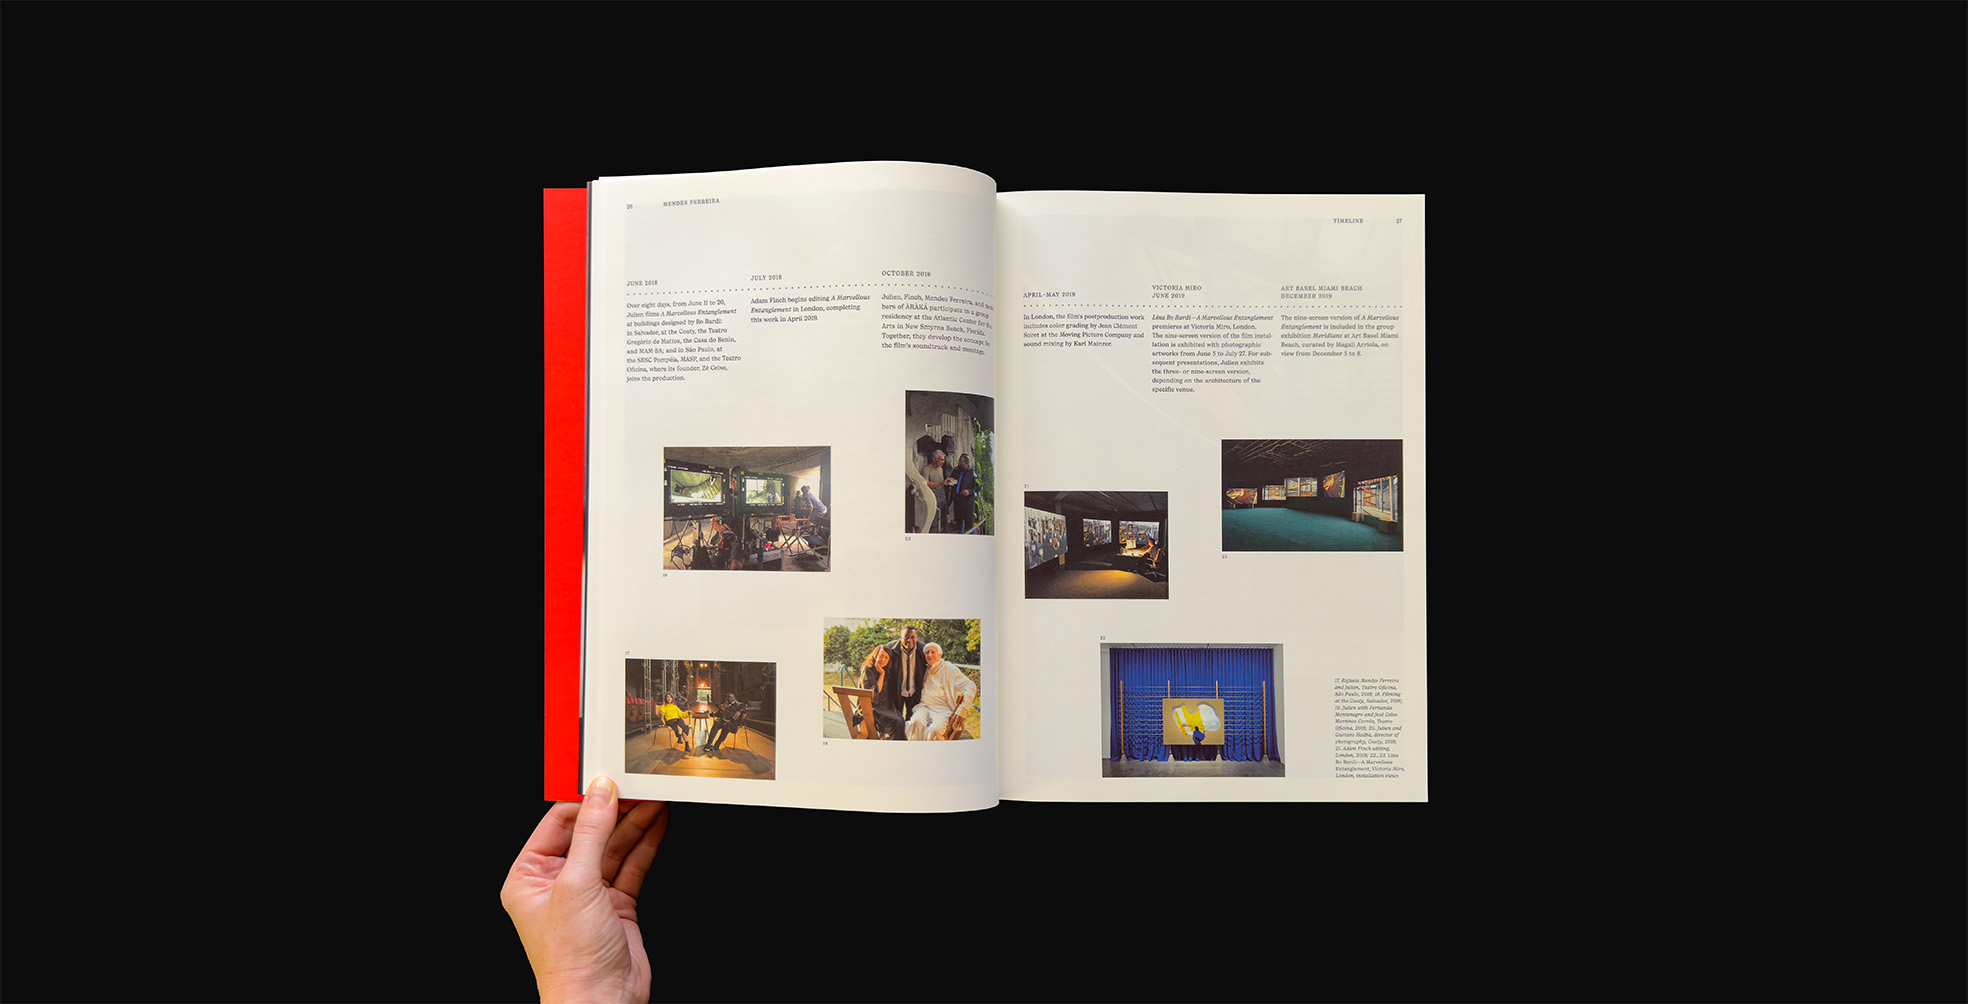 26 MENDES FERREIRA
JUNE 2018
Over eight days, from June 11 to 20,
Julien films A Marvellous Entanglement
at buildings designed by Bo Bardi:
in Salvador, at the Coaty, the Teatro
Gregório de Mattos, the Casa do Benin,
and MAM-BA; and in São Paulo, at
the SESC Pompéia, MASP, and the Teatro
Oficina, where its founder, Zé Celso,
joins the production.
JULY 2018
Adam Finch begins editing A Marvellous
Entanglement in London, completing
this work in April 2019.
OCTOBER 2018
Julien, Finch, Mendes Ferreira, and
bers of ÀRÀKÁ participate in a group
residency at the Atlantic Center for the
Arts in New Smyrna Beach, Florida.
Together, they develop the concept for
the film's soundtrack and montage.
18
20
17
19
TIMELINE 27
APRIL–MAY 2019
In London, the film's postproduction work
includes color grading by Jean Clément
Soret at the Moving Picture Company and
sound mixing by Kari Mainner.
VICTORIA MIRO
JUNE 2019
Lina Bo Bardi—A Marvellous Entanglement
premieres at Victoria Miro, London.
The nine-screen version of the film instal-
lation is exhibited with photographic
artworks from June 5 to July 27. For sub-
sequent presentations, Julien exhibits
the three- or nine-screen version,
depending on the architecture of the
specific venue.
ART BASEL MIAMI BEACH
DECEMBER 2019
The nine-screen version of A Marvellous
Entanglement is included in the group
exhibition Meridians at Art Basel Miami
Beach, curated by Magalí Arriola, on
view from December 5 to 8.
21
23
22
17. Rafaela Mendes Ferreira
and Julien, Teatro Oficina,
São Paulo, 2018; 18. Filming
at the Coaty, Salvador, 2018;
19. Julien with Fernanda
Montenegro and José Celso
Martinez Corrêa, Teatro
Oficina, 2018; 20. Julien and
Gustavo Hadba, director of
photography, Coaty, 2018;
21. Adam Finch editing,
London, 2019; 22., 23. Lina
Bo Bardi—A Marvellous
Entanglement, Victoria Miro,
London, installation views